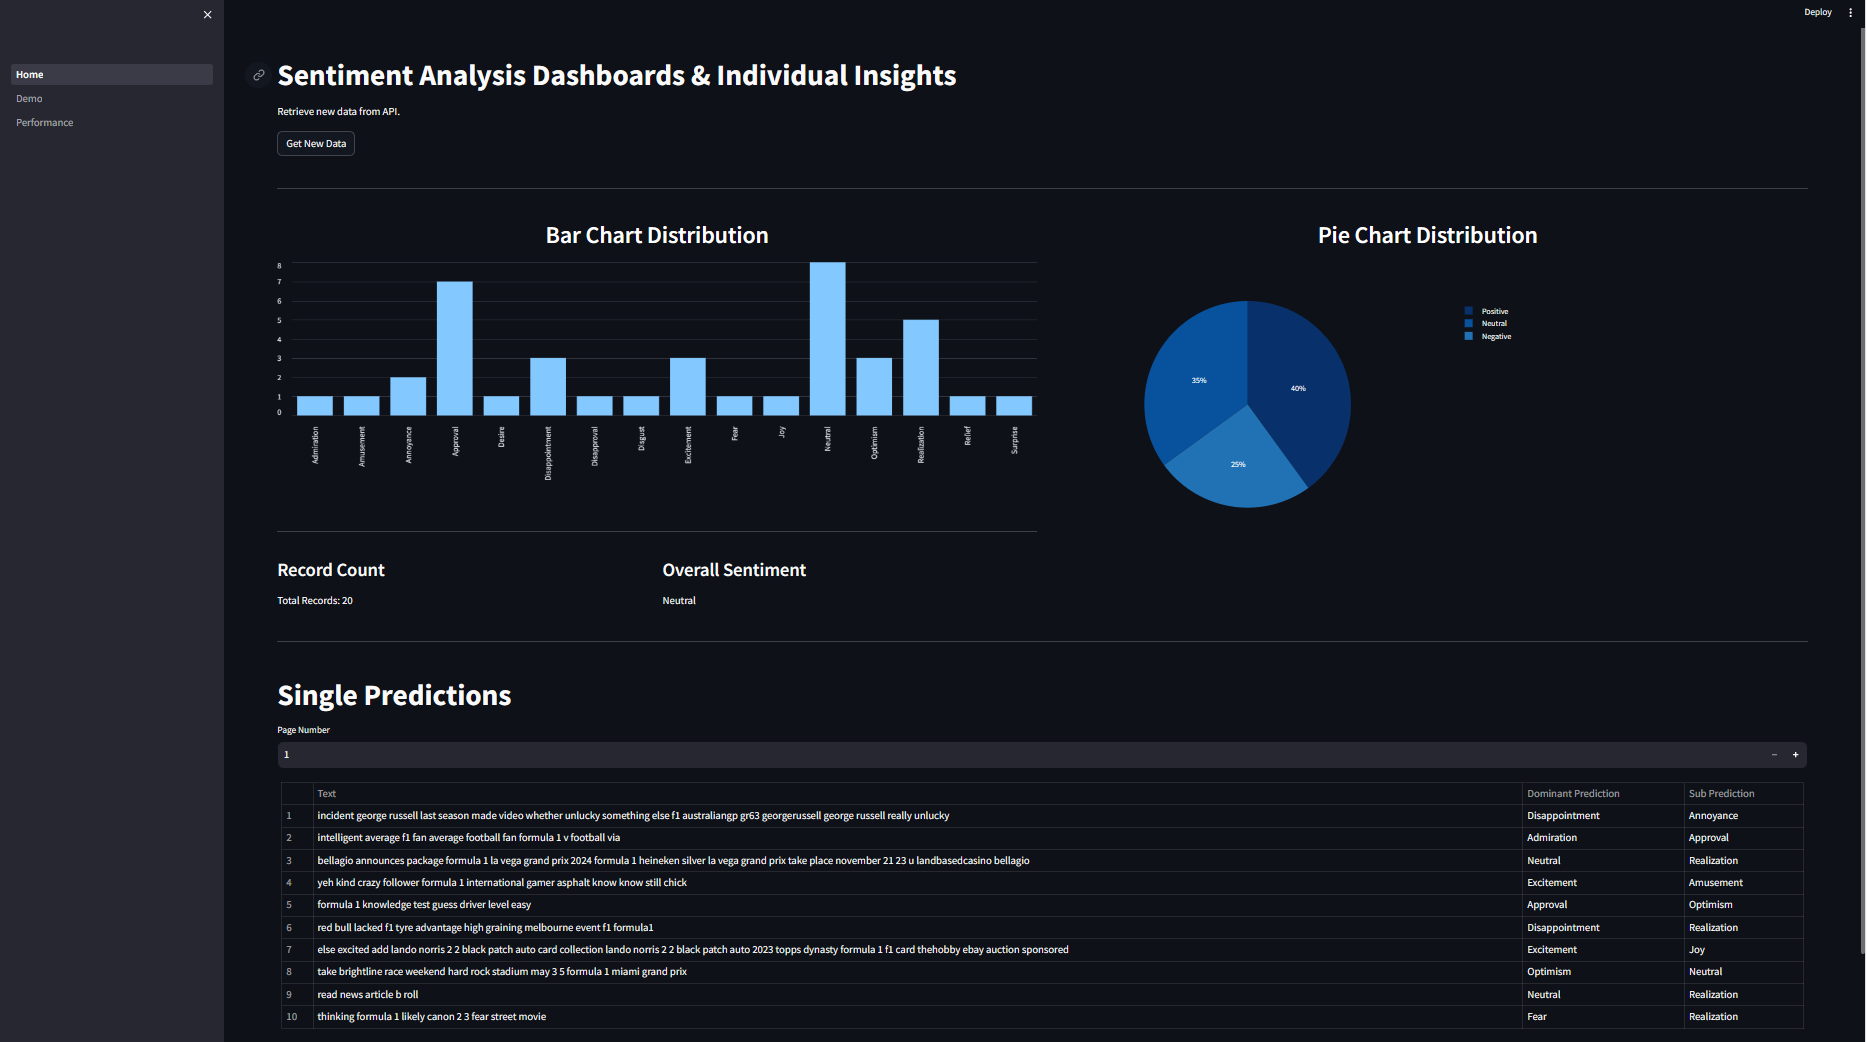 Deploy
Home
Demo
Performance
Sentiment Analysis Dashboards & Individual Insights
Retrieve new data from API.
Get New Data
Bar Chart Distribution
8
7
6
5
4
3
2
1
0
Admiration
Amusement
Annoyance
Approval
Desire
Disappointment
Disapproval
Disgust
Excitement
Fear
Joy
Neutral
Optimism
Realization
Relief
Surprise
Pie Chart Distribution
Positive
Neutral
Negative
35%
40%
25%
Record Count
Total Records: 20
Overall Sentiment
Neutral
Single Predictions
Page Number
1
Text Dominant Prediction Sub Prediction
1 incident george russell last season made video whether unlucky something else f1 australiangp gr63 georgerussell george russell really unlucky Disappointment Annoyance
2 intelligent average f1 fan average football fan formula 1 v football via Admiration Approval
3 bellagio announces package formula 1 la vega grand prix 2024 formula 1 heineken silver la vega grand prix take place november 21 23 u landbasedcasino bellagio Neutral Realization
4 yeh kind crazy follower formula 1 international gamer asphalt know know still chick Excitement Amusement
5 formula 1 knowledge test guess driver level easy Approval Optimism
6 red bull lacked f1 tyre advantage high graining melbourne event f1 formula1 Disappointment Realization
7 else excited add lando norris 2 2 black patch auto card collection lando norris 2 2 black patch auto 2023 topps dynasty formula 1 f1 card thehobby ebay auction sponsored Excitement Joy
8 take brightline race weekend hard rock stadium may 3 5 formula 1 miami grand prix Optimism Neutral
9 read news article b roll Neutral Realization
10 thinking formula 1 likely canon 2 3 fear street movie Fear Realization